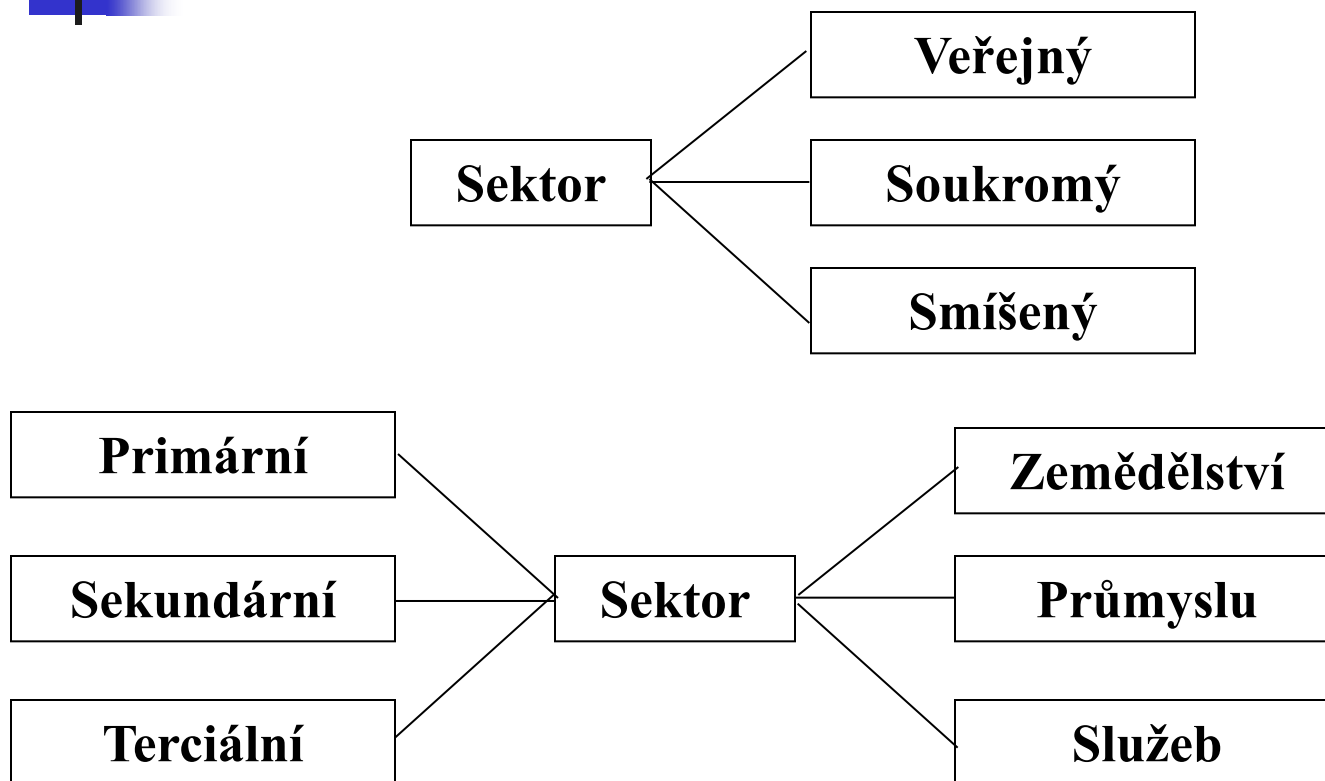 Veřejný
Sektor
Soukromý
Smíšený
Primární
Zemědělství
Sekundární
Sektor
Průmyslu
Terciální
Služeb